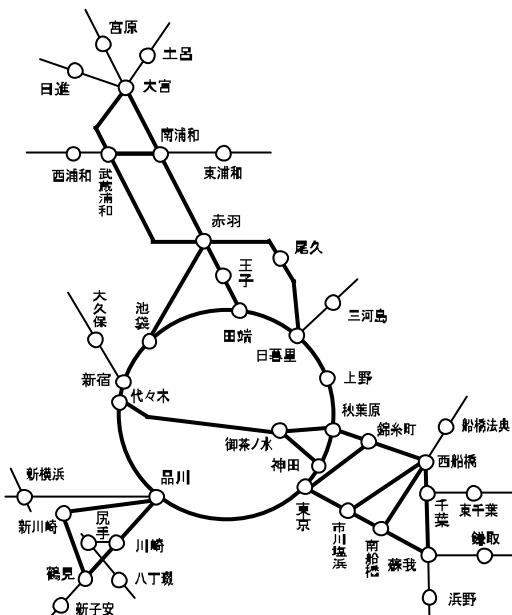 宮原
土呂
日進
大宮
南浦和
西浦和
武蔵浦和
東浦和
赤羽
尾久
王子
大久保
池袋
田端
三河島
日暮里
新宿
上野
代々木
秋葉原
船橋法典
錦糸町
御茶ノ水
西船橋
神田
新横浜
品川
東京
千葉
東千葉
市川塩浜
新川崎
尻手
川崎
南船橋
蘇我
鎌取
鶴見
八丁畷
浜野
新子安